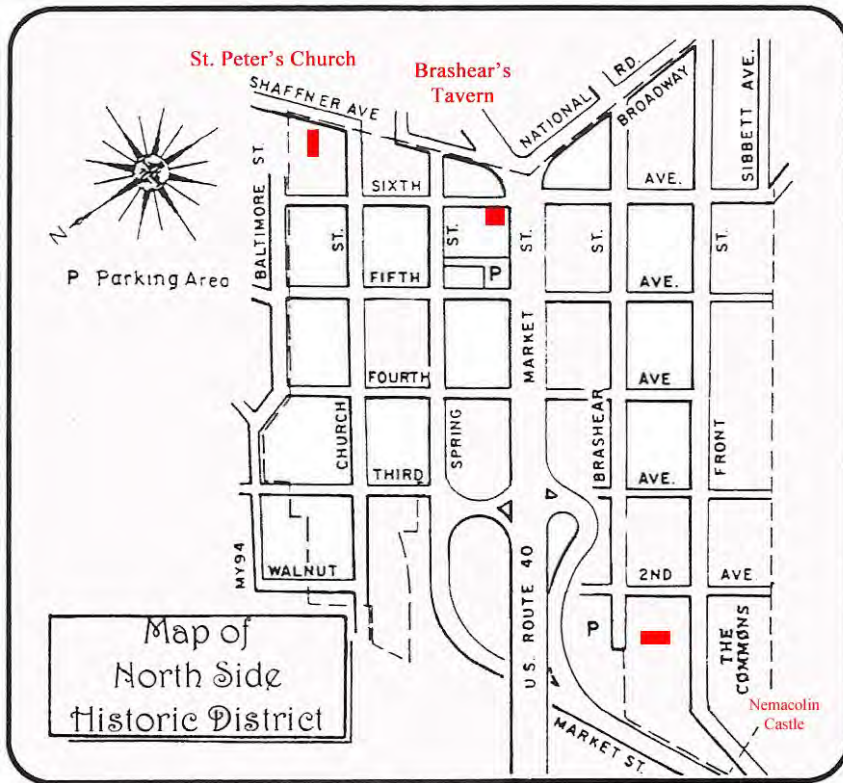 St. Peter's Church
Brashear's
Tavern
SHAFFNER AVE
NATIONAL RD.
BROADWAY
SIBBETT AVE.
BALTIMORE ST.
N
P Parking Area
SIXTH AVE.
ST.
ST.
ST.
ST.
ST.
FIFTH AVE.
P
MARKET
FOURTH AVE
CHURCH
SPRING
BRASHEAR
FRONT
THIRD AVE.
MY94
WALNUT
2ND AVE.
U.S. ROUTE 40
P
THE
COMMONS
Map of
North Side
Historic District
MARKET ST.
Nemacolin
Castle